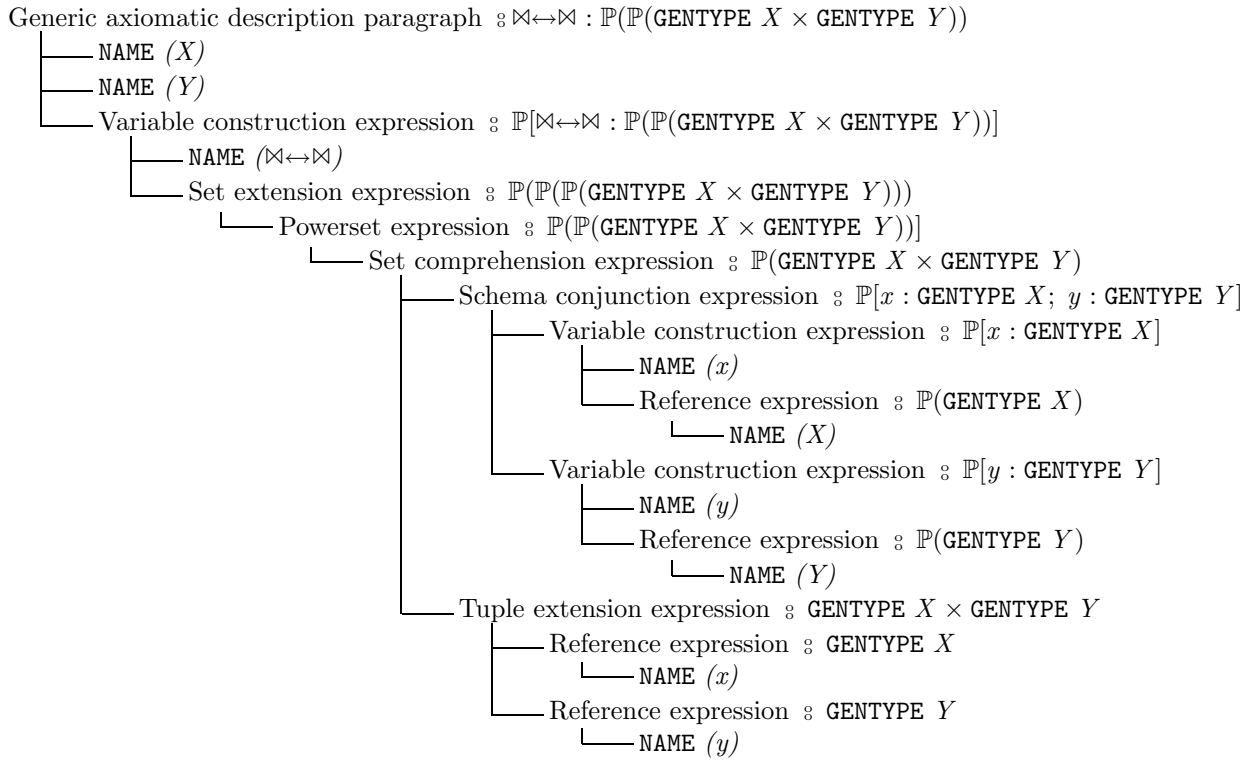 Generic axiomatic description paragraph ⦂ ⋈↔⋈ : ℙ(ℙ(GENTYPE X × GENTYPE Y))
NAME (X)
NAME (Y)
Variable construction expression ⦂ ℙ[⋈↔⋈ : ℙ(ℙ(GENTYPE X × GENTYPE Y))]
NAME (⋈↔⋈)
Set extension expression ⦂ ℙ(ℙ(ℙ(GENTYPE X × GENTYPE Y)))
Powerset expression ⦂ ℙ(ℙ(GENTYPE X × GENTYPE Y))]
Set comprehension expression ⦂ ℙ(GENTYPE X × GENTYPE Y)
Schema conjunction expression ⦂ ℙ[x : GENTYPE X; y : GENTYPE Y]
Variable construction expression ⦂ ℙ[x : GENTYPE X]
NAME (x)
Reference expression ⦂ ℙ(GENTYPE X)
NAME (X)
Variable construction expression ⦂ ℙ[y : GENTYPE Y]
NAME (y)
Reference expression ⦂ ℙ(GENTYPE Y)
NAME (Y)
Tuple extension expression ⦂ GENTYPE X × GENTYPE Y
Reference expression ⦂ GENTYPE X
NAME (x)
Reference expression ⦂ GENTYPE Y
NAME (y)